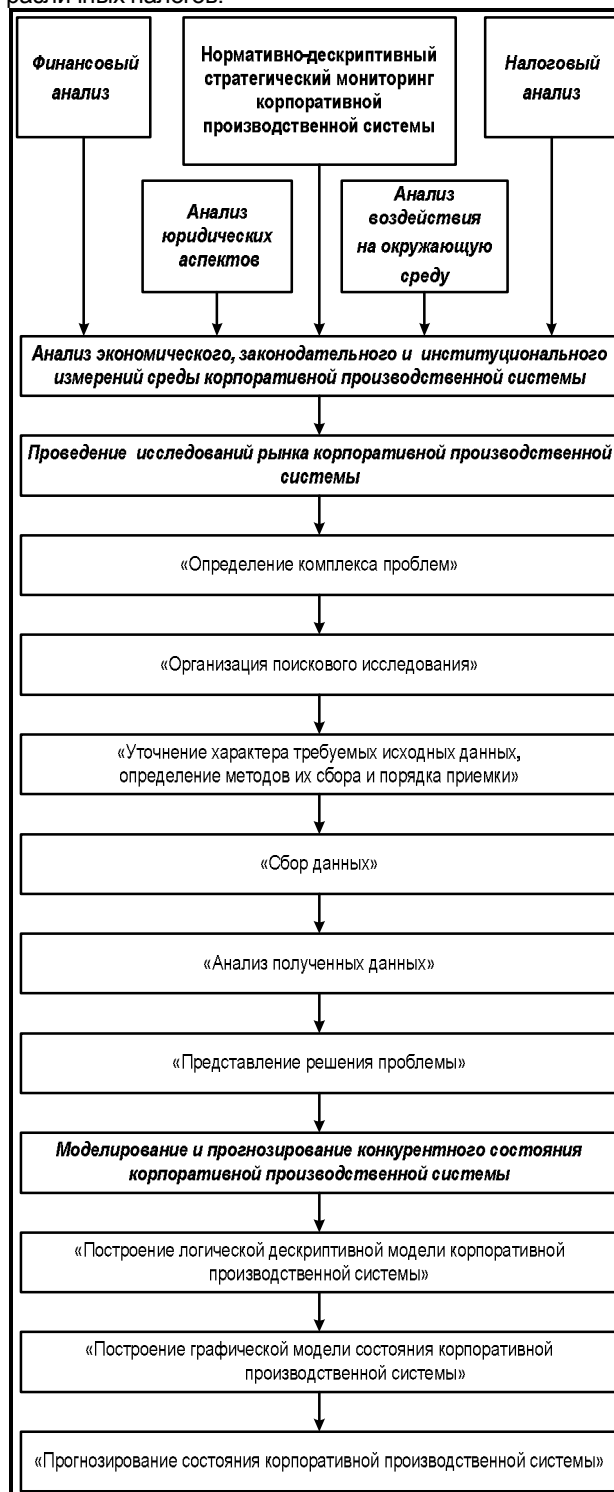 различных налогов.
Финансовый
анализ
Нормативно-дескриптивный
стратегический мониторинг
корпоративной
производственной системы
Налоговый
анализ
Анализ
юридических
аспектов
Анализ
воздействия
на окружающую
среду
Анализ экономического, законодательного и институционального
измерений среды корпоративной производственной системы
Проведение исследований рынка корпоративной производственной
системы
«Определение комплекса проблем»
«Организация поискового исследования»
«Уточнение характера требуемых исходных данных,
определение методов их сбора и порядка приемки»
«Сбор данных»
«Анализ полученных данных»
«Представление решения проблемы»
Моделирование и прогнозирование конкурентного состояния
корпоративной производственной системы
«Построение логической дескриптивной модели корпоративной
производственной системы»
«Построение графической модели состояния корпоративной
производственной системы»
«Прогнозирование состояния корпоративной производственной системы»